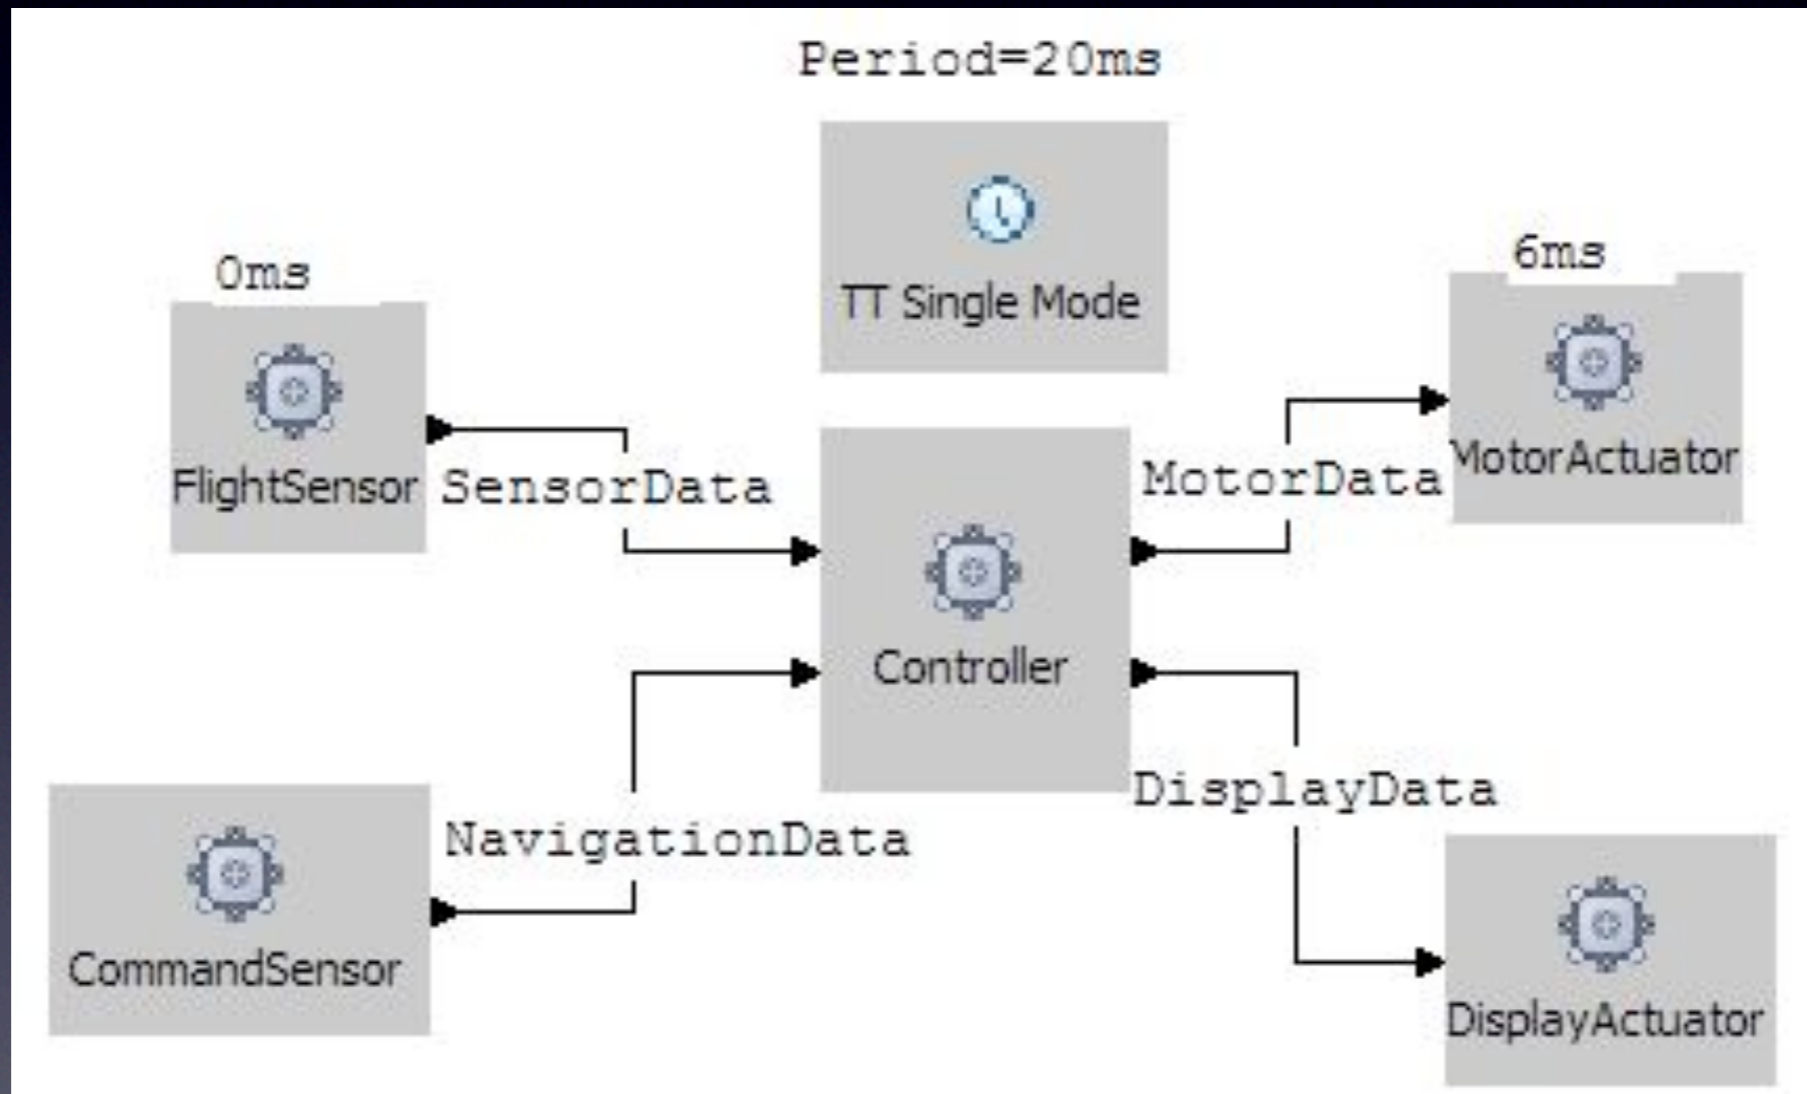 Period=20ms
TT Single Mode
0ms
FlightSensor
SensorData
Controller
MotorData
6ms
MotorActuator
CommandSensor
NavigationData
DisplayData
DisplayActuator